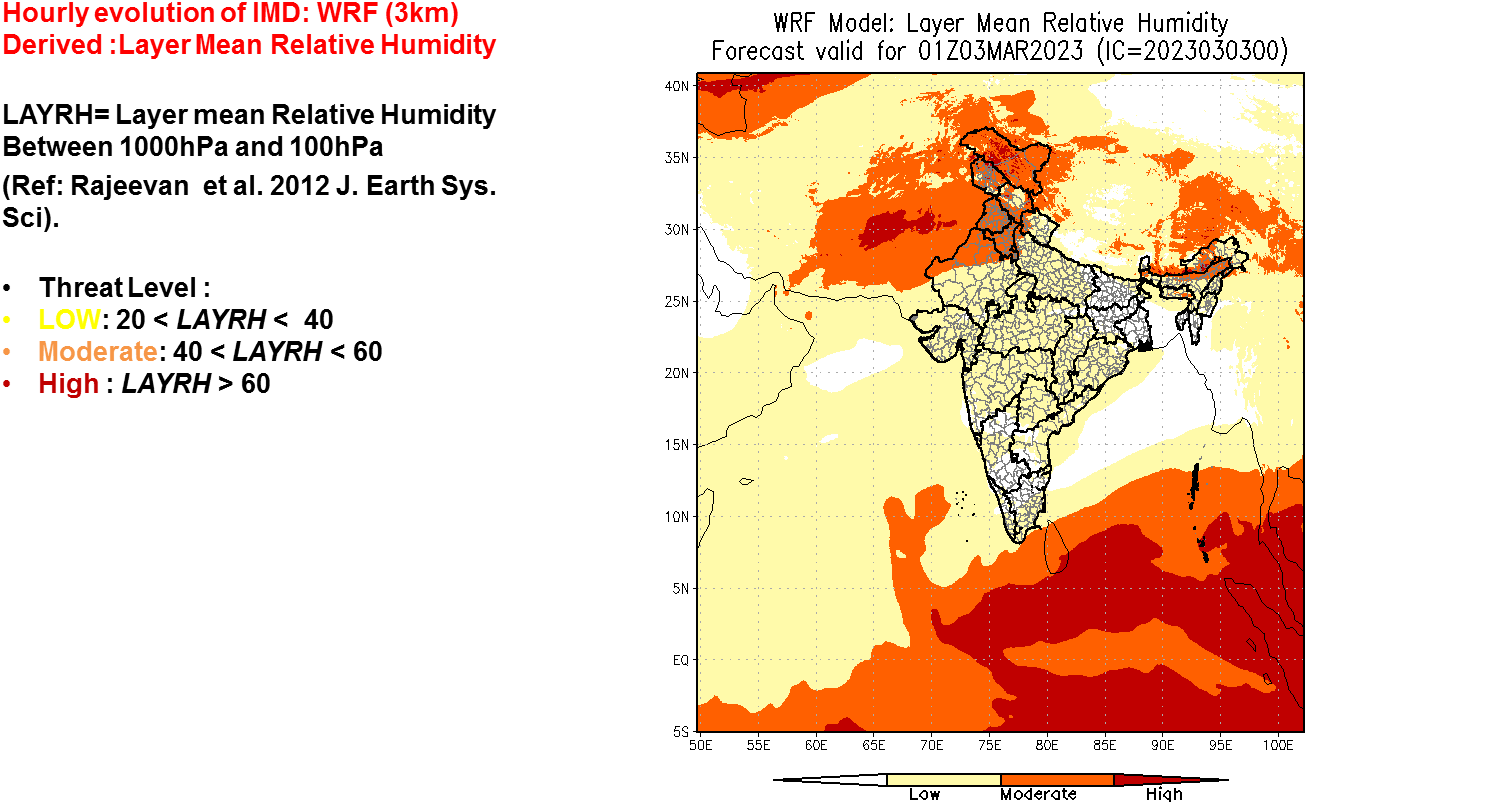 Hourly evolution of IMD: WRF (3km)
Derived :Layer Mean Relative Humidity
LAYRH= Layer mean Relative Humidity
Between 1000hPa and 100hPa
(Ref: Rajeevan et al. 2012 J. Earth Sys.
Sci).
• Threat Level :
• LOW: 20 < LAYRH < 40
• Moderate: 40 < LAYRH < 60
• High : LAYRH > 60
WRF Model: Layer Mean Relative Humidity
Forecast valid for 01Z03MAR2023 (IC=2023030300)
40N
35N
30N
25N
20N
15N
10N
5N
EQ
5S
50E 55E 60E 65E 70E 75E 80E 85E 90E 95E 100E
Low Moderate High